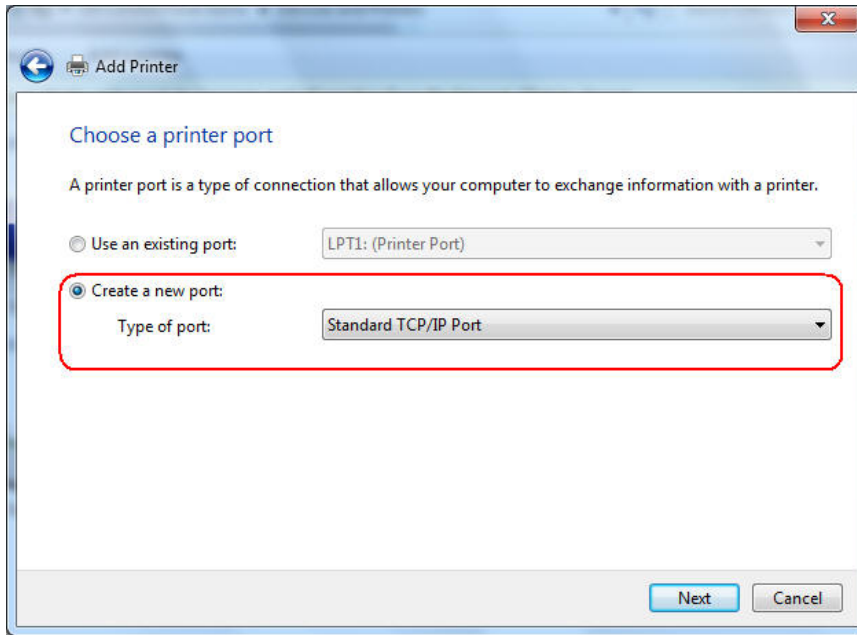 Add Printer
Choose a printer port
A printer port is a type of connection that allows your computer to exchange information with a printer.
Use an existing port: LPT1: (Printer Port)
Create a new port:
Type of port: Standard TCP/IP Port
Next Cancel